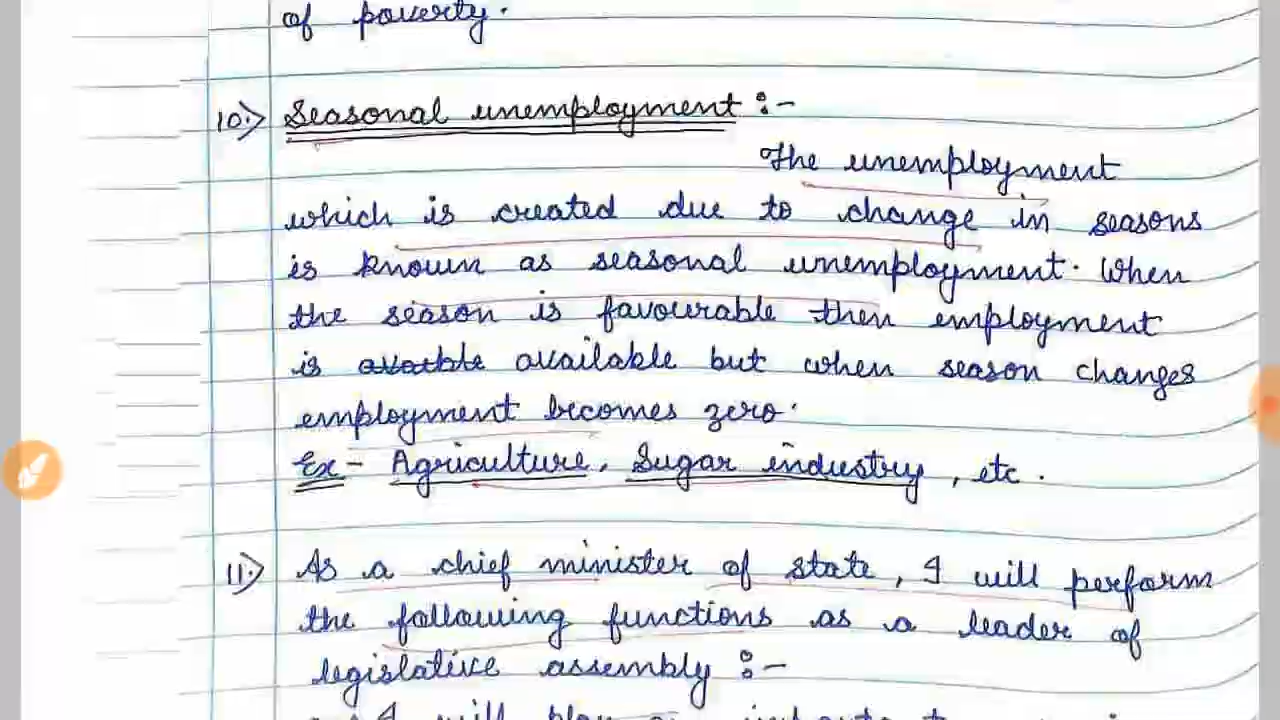 of poverty.
10.> Seasonal unemployment :-
The unemployment
which is created due to change in seasons
is known as seasonal unemployment. When
the season is favourable then employment
is available but when season changes
employment becomes zero.
Ex - Agriculture, Sugar industry, etc.
11.> As a chief minister of state, I will perform
the following functions as a leader of
legislative assembly :-
I will play an